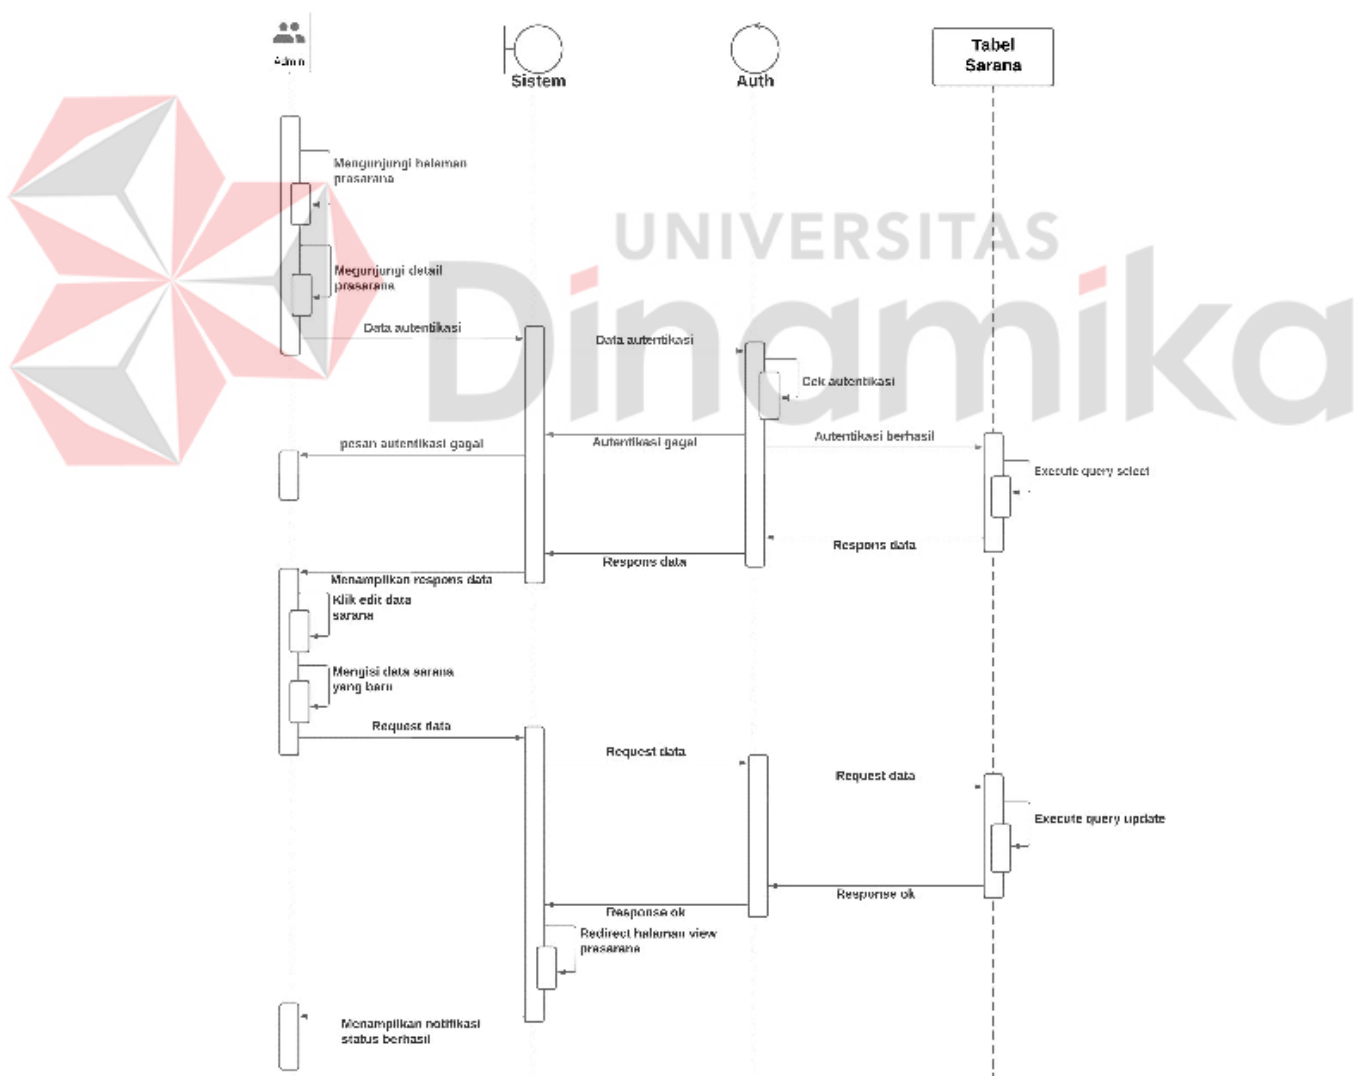 Admin
Sistem
Auth
Tabel
Sarana
Mengunjungi halaman
prasarana
UNIVERSITAS
Dinamika
Megunjungi detail
prasarana
Data autentikasi
Data autentikasi
Cek autentikasi
pesan autentikasi gagal
Autentikasi gagal
Autentikasi berhasil
Execute query select
Respons data
Respons data
Menampilkan respons data
Klik edit data
sarana
Mengisi data sarana
yang baru
Request data
Request data
Request data
Execute query update
Response ok
Response ok
Redirect halaman view
prasarana
Menampilkan notifikasi
status berhasil